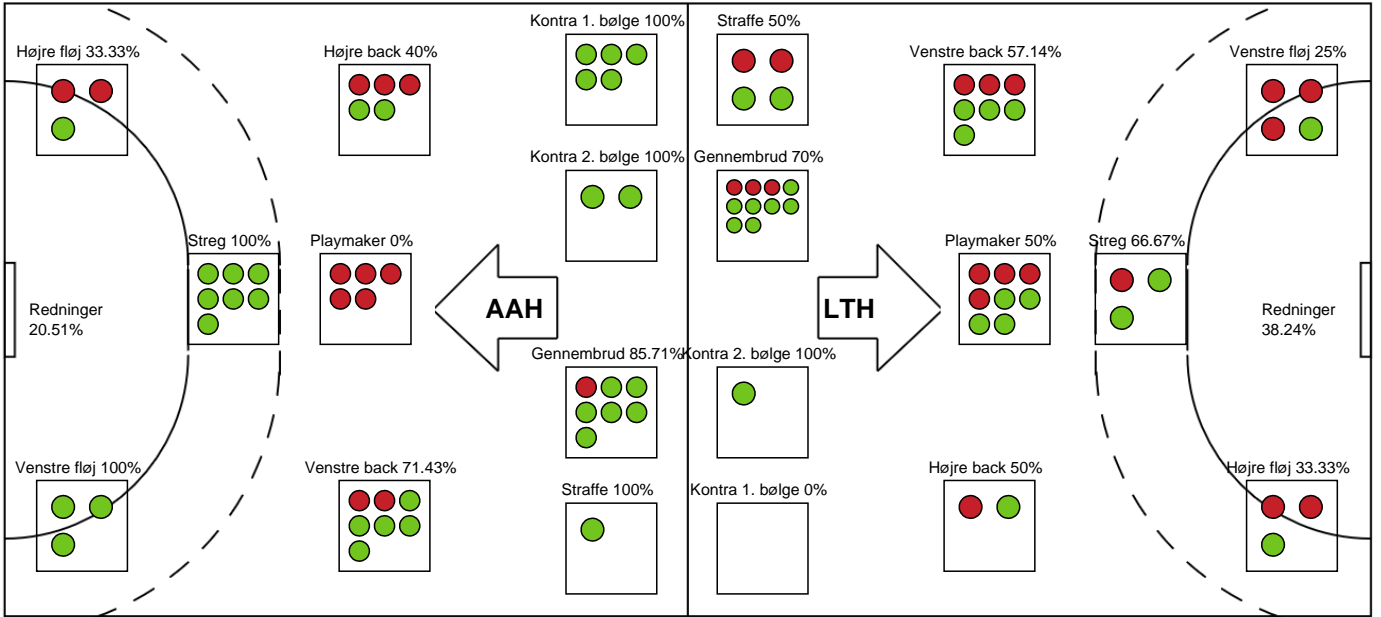 Kontra 1. bølge 100%
Straffe 50%
Højre fløj 33.33%
Højre back 40%
Venstre back 57.14%
Venstre fløj 25%
Kontra 2. bølge 100%
Gennembrud 70%
Streg 100%
Playmaker 0%
Playmaker 50%
Streg 66.67%
Redninger
20.51%
AAH
LTH
Redninger
38.24%
Gennembrud 85.71%
Kontra 2. bølge 100%
Venstre fløj 100%
Venstre back 71.43%
Højre back 50%
Højre fløj 33.33%
Straffe 100%
Kontra 1. bølge 0%